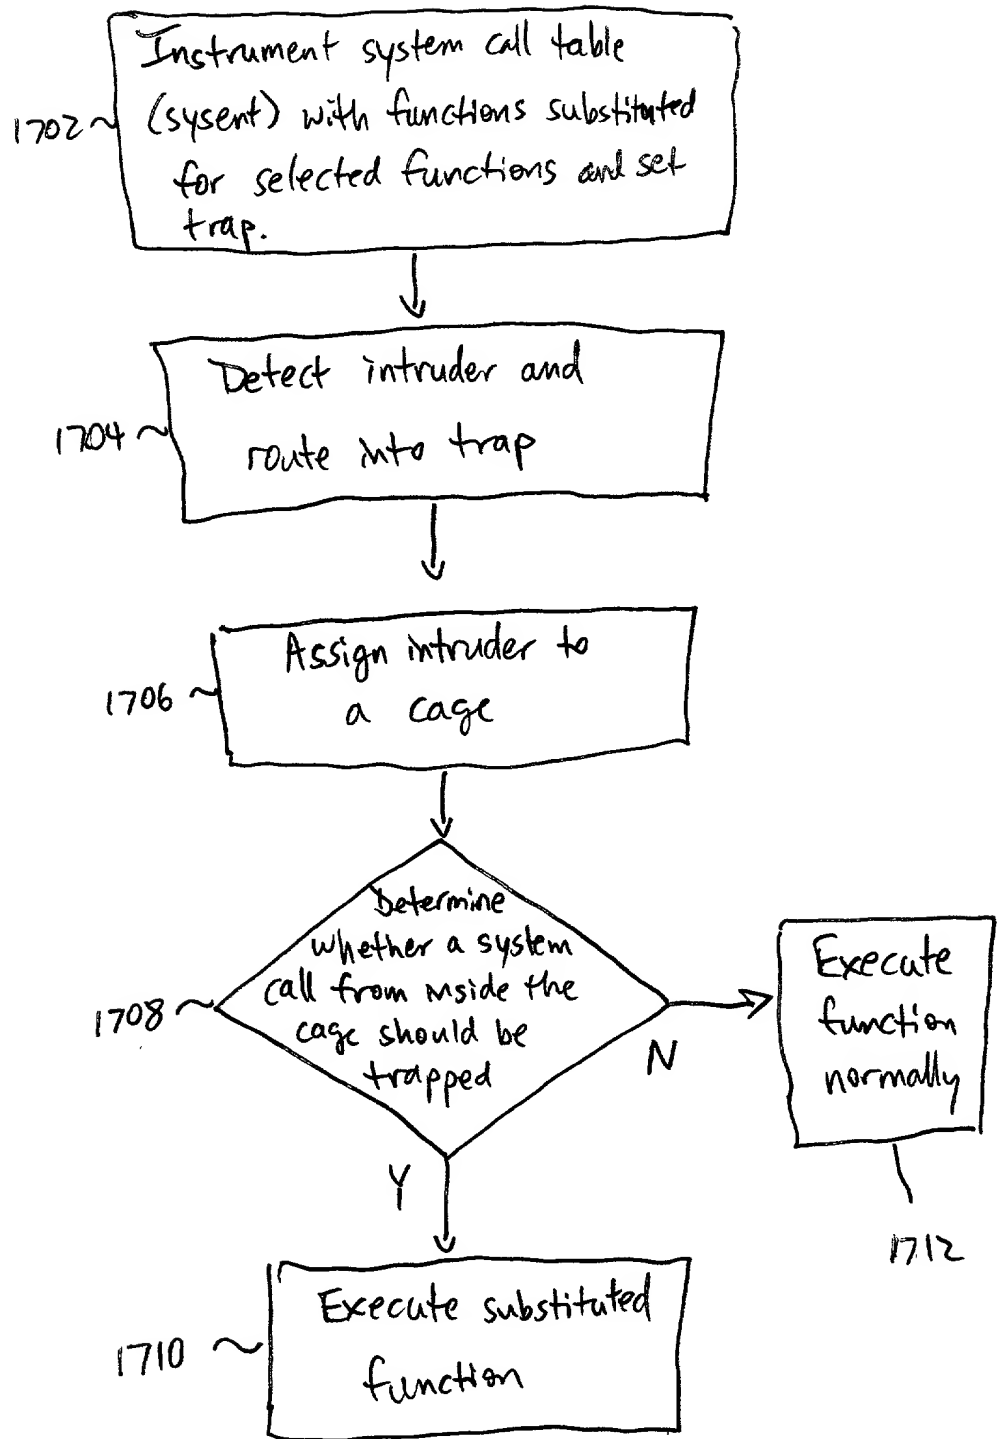 Instrument system call table
1702 (sysent) with functions substituted
for selected functions and set
trap.
Detect intruder and
1704 route into trap
Assign intruder to
1706 a cage
Determine
whether a system
call from inside the
1708 cage should be
trapped
N
Y
Execute
function
normally
1712
Execute substituted
1710 function